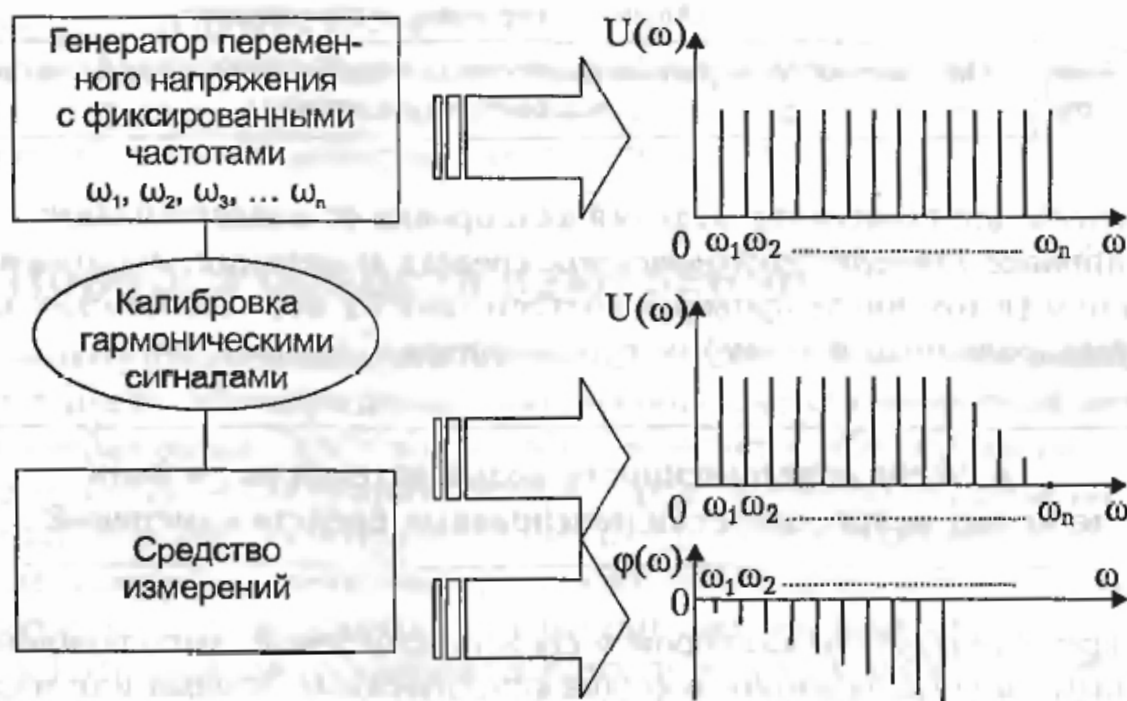 Генератор перемен-
ного напряжения
с фиксированными
частотами
ω₁, ω₂, ω₃, ... ωₙ
Калибровка
гармоническими
сигналами
Средство
измерений
U(ω)
0 ω₁ω₂ ........ ωₙ ω
U(ω)
0 ω₁ω₂ ........ ωₙ ω
φ(ω)
ω₁ω₂ ........ ω
0